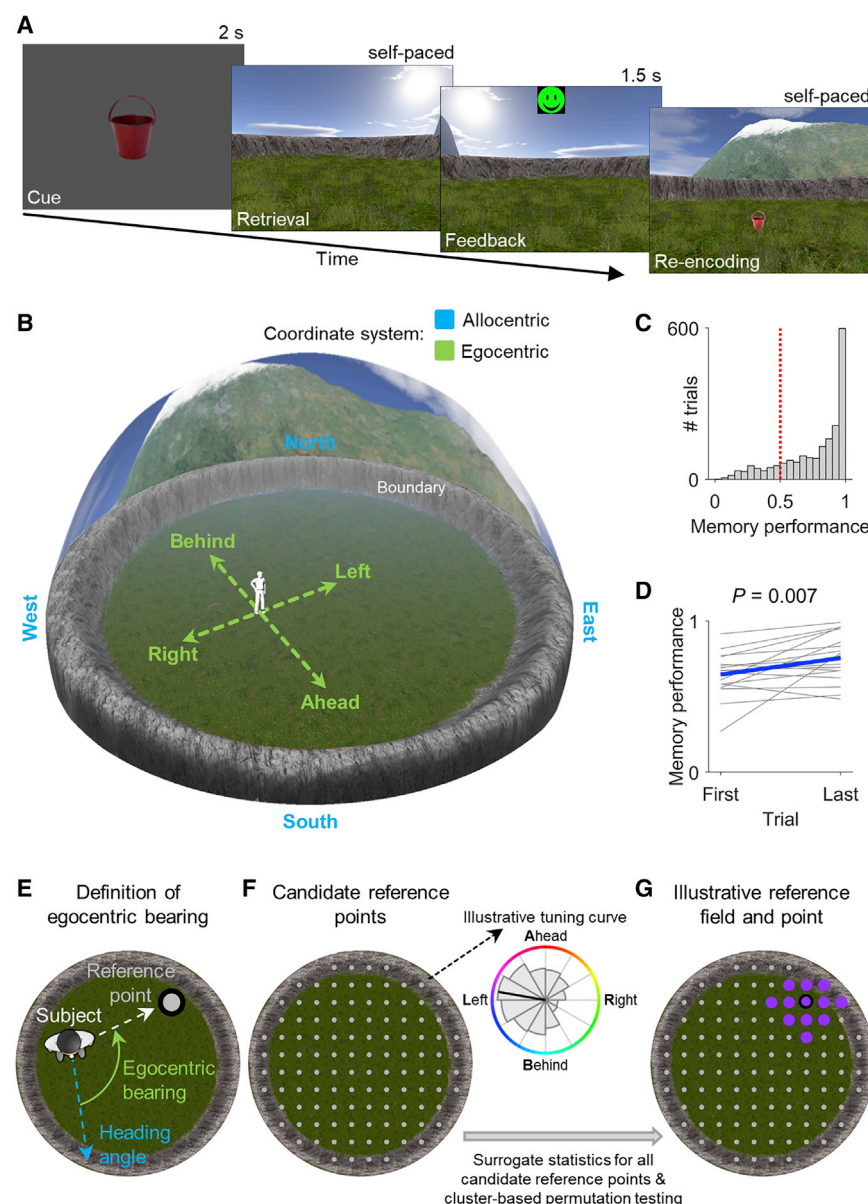 A
2 s
self-paced
1.5 s
self-paced
Cue
Retrieval
Feedback
Re-encoding
Time
B
Coordinate system:
Allocentric
Egocentric
North
Boundary
Behind
Left
West
East
Right
Ahead
South
C
600
# trials
0
0
0.5
1
Memory performance
D
P = 0.007
1
Memory performance
0
First
Last
Trial
E
Definition of
egocentric bearing
Reference
point
Subject
Egocentric
bearing
Heading
angle
F
Candidate reference
points
Illustrative tuning curve
Ahead
Left
Right
Behind
Surrogate statistics for all
candidate reference points &
cluster-based permutation testing
G
Illustrative reference
field and point